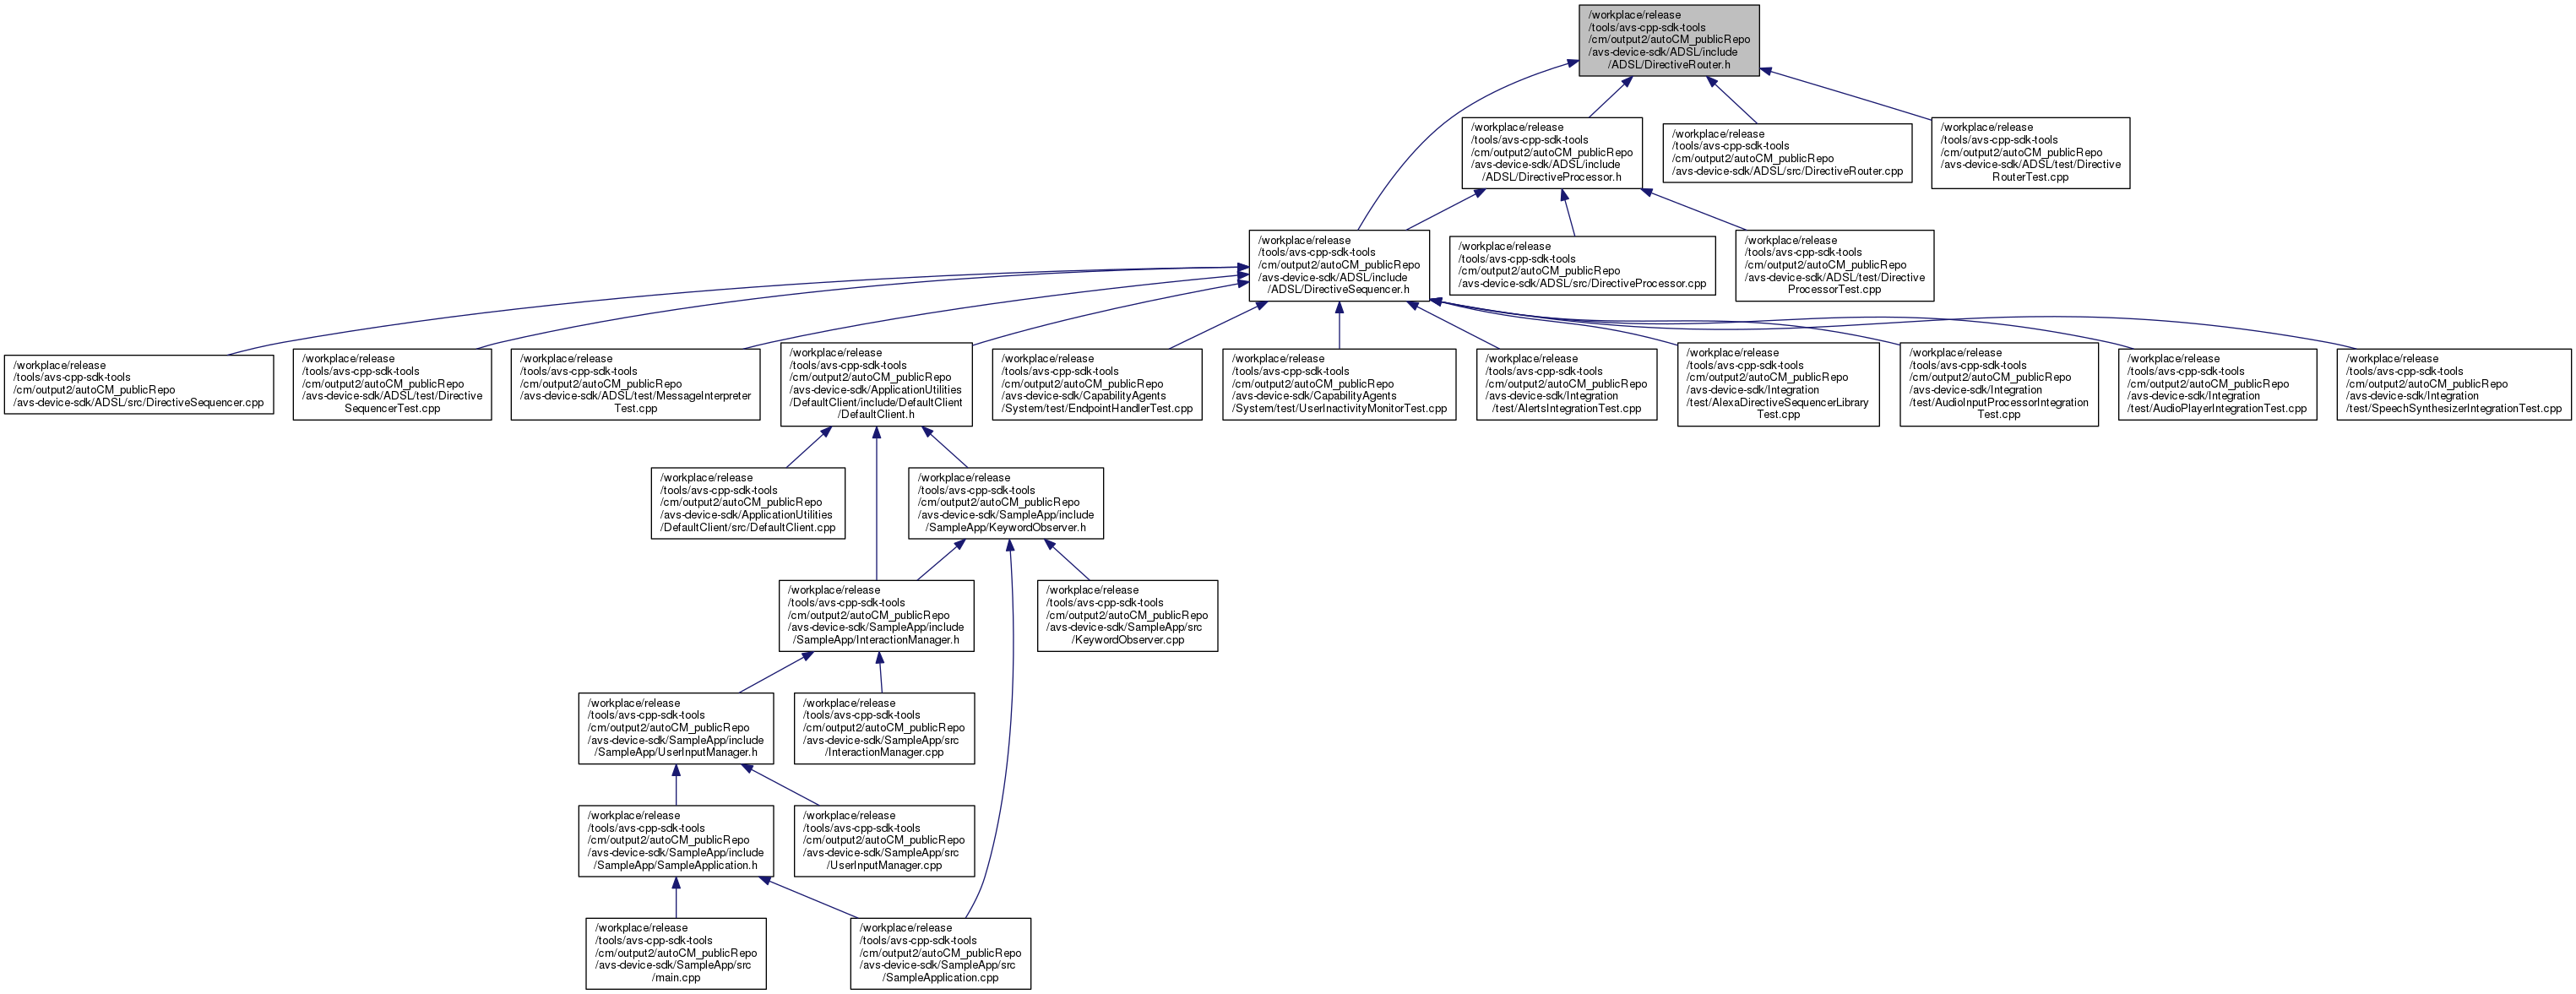 /workplace/release
/tools/avs-cpp-sdk-tools
/cm/output2/autoCM_publicRepo
/avs-device-sdk/ADSL/include
/ADSL/DirectiveRouter.h
/workplace/release
/tools/avs-cpp-sdk-tools
/cm/output2/autoCM_publicRepo
/avs-device-sdk/ADSL/include
/ADSL/DirectiveProcessor.h
/workplace/release
/tools/avs-cpp-sdk-tools
/cm/output2/autoCM_publicRepo
/avs-device-sdk/ADSL/src/DirectiveRouter.cpp
/workplace/release
/tools/avs-cpp-sdk-tools
/cm/output2/autoCM_publicRepo
/avs-device-sdk/ADSL/test/Directive
RouterTest.cpp
/workplace/release
/tools/avs-cpp-sdk-tools
/cm/output2/autoCM_publicRepo
/avs-device-sdk/ADSL/include
/ADSL/DirectiveSequencer.h
/workplace/release
/tools/avs-cpp-sdk-tools
/cm/output2/autoCM_publicRepo
/avs-device-sdk/ADSL/src/DirectiveProcessor.cpp
/workplace/release
/tools/avs-cpp-sdk-tools
/cm/output2/autoCM_publicRepo
/avs-device-sdk/ADSL/test/Directive
ProcessorTest.cpp
/workplace/release
/tools/avs-cpp-sdk-tools
/cm/output2/autoCM_publicRepo
/avs-device-sdk/ADSL/src/DirectiveSequencer.cpp
/workplace/release
/tools/avs-cpp-sdk-tools
/cm/output2/autoCM_publicRepo
/avs-device-sdk/ADSL/test/Directive
SequencerTest.cpp
/workplace/release
/tools/avs-cpp-sdk-tools
/cm/output2/autoCM_publicRepo
/avs-device-sdk/ADSL/test/MessageInterpreter
Test.cpp
/workplace/release
/tools/avs-cpp-sdk-tools
/cm/output2/autoCM_publicRepo
/avs-device-sdk/ApplicationUtilities
/DefaultClient/include/DefaultClient
/DefaultClient.h
/workplace/release
/tools/avs-cpp-sdk-tools
/cm/output2/autoCM_publicRepo
/avs-device-sdk/CapabilityAgents
/System/test/EndpointHandlerTest.cpp
/workplace/release
/tools/avs-cpp-sdk-tools
/cm/output2/autoCM_publicRepo
/avs-device-sdk/CapabilityAgents
/System/test/UserInactivityMonitorTest.cpp
/workplace/release
/tools/avs-cpp-sdk-tools
/cm/output2/autoCM_publicRepo
/avs-device-sdk/Integration
/test/AlertsIntegrationTest.cpp
/workplace/release
/tools/avs-cpp-sdk-tools
/cm/output2/autoCM_publicRepo
/avs-device-sdk/Integration
/test/AlexaDirectiveSequencerLibrary
Test.cpp
/workplace/release
/tools/avs-cpp-sdk-tools
/cm/output2/autoCM_publicRepo
/avs-device-sdk/Integration
/test/AudioInputProcessorIntegration
Test.cpp
/workplace/release
/tools/avs-cpp-sdk-tools
/cm/output2/autoCM_publicRepo
/avs-device-sdk/Integration
/test/AudioPlayerIntegrationTest.cpp
/workplace/release
/tools/avs-cpp-sdk-tools
/cm/output2/autoCM_publicRepo
/avs-device-sdk/Integration
/test/SpeechSynthesizerIntegrationTest.cpp
/workplace/release
/tools/avs-cpp-sdk-tools
/cm/output2/autoCM_publicRepo
/avs-device-sdk/ApplicationUtilities
/DefaultClient/src/DefaultClient.cpp
/workplace/release
/tools/avs-cpp-sdk-tools
/cm/output2/autoCM_publicRepo
/avs-device-sdk/SampleApp/include
/SampleApp/KeywordObserver.h
/workplace/release
/tools/avs-cpp-sdk-tools
/cm/output2/autoCM_publicRepo
/avs-device-sdk/SampleApp/include
/SampleApp/InteractionManager.h
/workplace/release
/tools/avs-cpp-sdk-tools
/cm/output2/autoCM_publicRepo
/avs-device-sdk/SampleApp/src
/KeywordObserver.cpp
/workplace/release
/tools/avs-cpp-sdk-tools
/cm/output2/autoCM_publicRepo
/avs-device-sdk/SampleApp/include
/SampleApp/UserInputManager.h
/workplace/release
/tools/avs-cpp-sdk-tools
/cm/output2/autoCM_publicRepo
/avs-device-sdk/SampleApp/src
/InteractionManager.cpp
/workplace/release
/tools/avs-cpp-sdk-tools
/cm/output2/autoCM_publicRepo
/avs-device-sdk/SampleApp/include
/SampleApp/SampleApplication.h
/workplace/release
/tools/avs-cpp-sdk-tools
/cm/output2/autoCM_publicRepo
/avs-device-sdk/SampleApp/src
/UserInputManager.cpp
/workplace/release
/tools/avs-cpp-sdk-tools
/cm/output2/autoCM_publicRepo
/avs-device-sdk/SampleApp/src
/main.cpp
/workplace/release
/tools/avs-cpp-sdk-tools
/cm/output2/autoCM_publicRepo
/avs-device-sdk/SampleApp/src
/SampleApplication.cpp